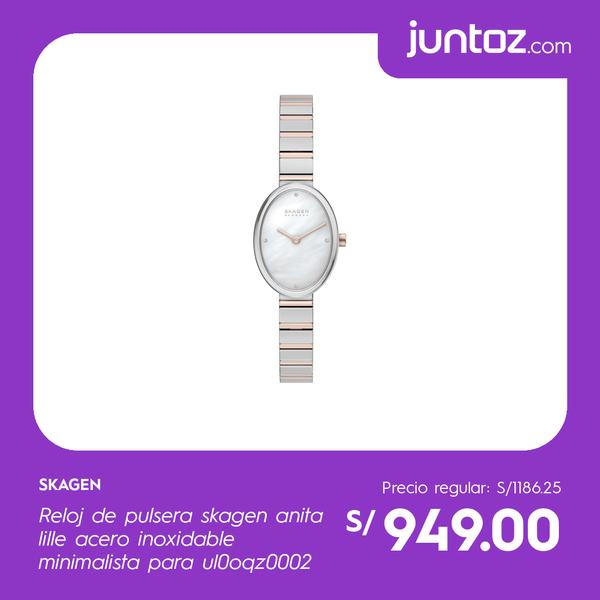 juntoz.com
SKAGEN
SKAGEN
Reloj de pulsera skagen anita
lille acero inoxidable
minimalista para ul0oqz0002
Precio regular: S/1186.25
S/ 949.00